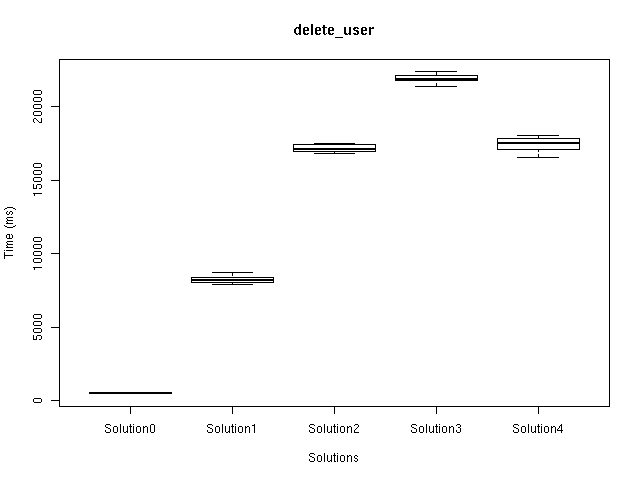 delete_user
Time (ms)
20000
15000
10000
5000
0
Solution0 Solution1 Solution2 Solution3 Solution4
Solutions